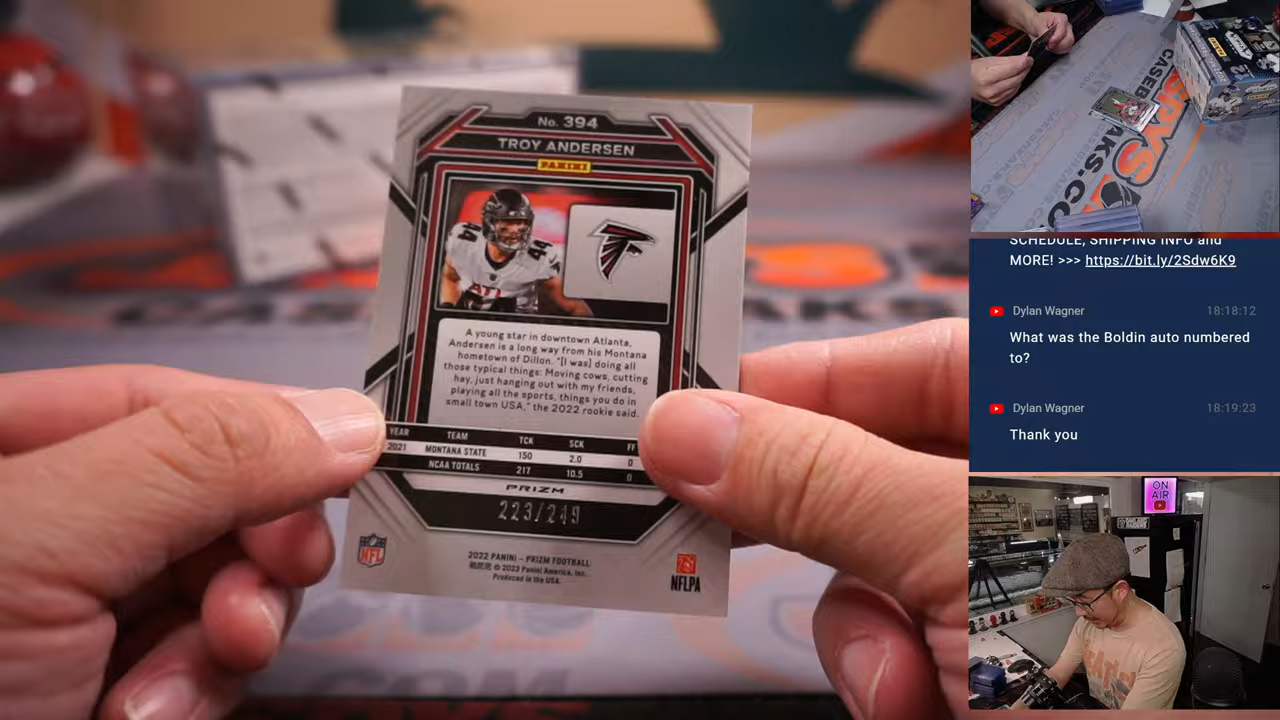 No. 394
TROY ANDERSEN
PANINI
A young star in downtown Atlanta,
Andersen is a long way from his Montana
hometown of Dillon. "[I was] doing all
those typical things: Moving cows, cutting
hay, just hanging out with my friends,
playing all the sports, things you do in
small town USA," the 2022 rookie said.
YEAR TEAM TCK SCK FF
2021 MONTANA STATE 150 2.0 0
NCAA TOTALS 217 10.5 0
PRIZM
223/249
NFL
2022 PANINI – PRIZM FOOTBALL
© 2023 Panini America, Inc.
Produced in the USA.
NFLPA
SCHEDULE, SHIPPING INFO and
MORE! >>> https://bit.ly/2Sdw6K9
Dylan Wagner 18:18:12
What was the Boldin auto numbered
to?
Dylan Wagner 18:19:23
Thank you
ON
AIR